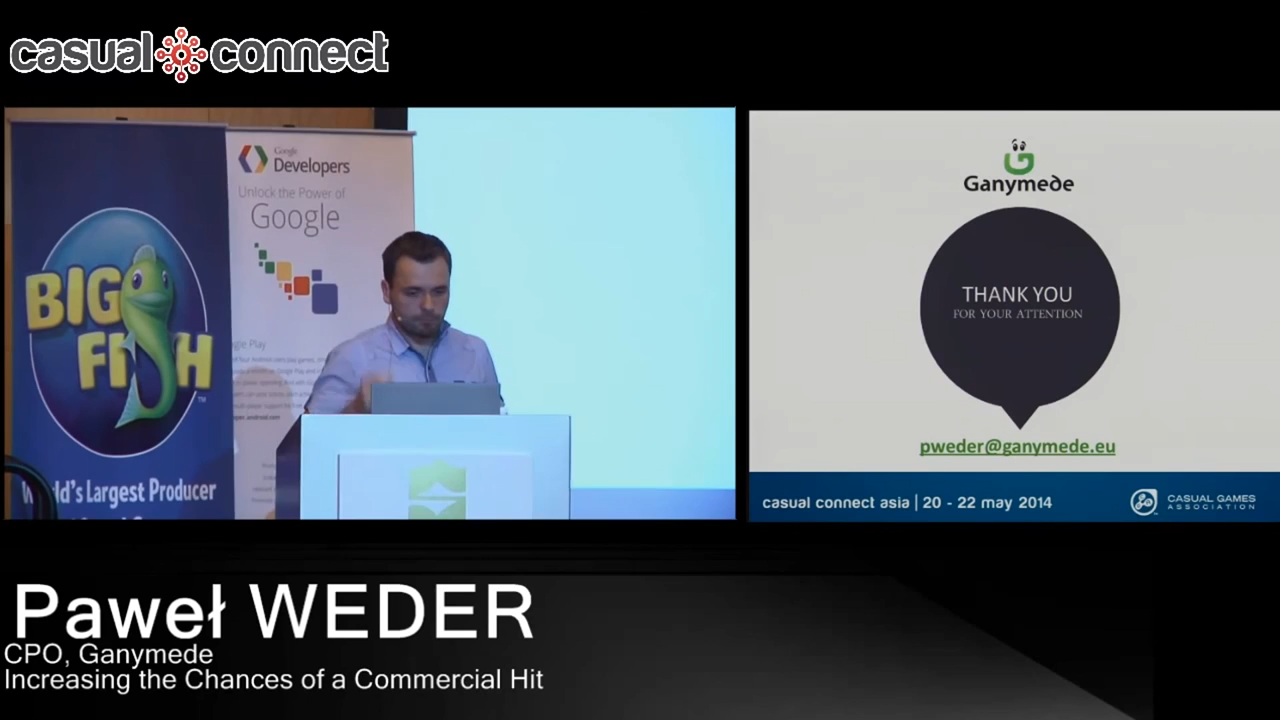 casual connect
Google
Developers
Unlock the Power of
Google
BIG
FISH
TM
World's Largest Producer
Ganymede
THANK YOU
FOR YOUR ATTENTION
pweder@ganymede.eu
casual connect asia | 20 - 22 may 2014
CASUAL GAMES
ASSOCIATION
Paweł WEDER
CPO, Ganymede
Increasing the Chances of a Commercial Hit